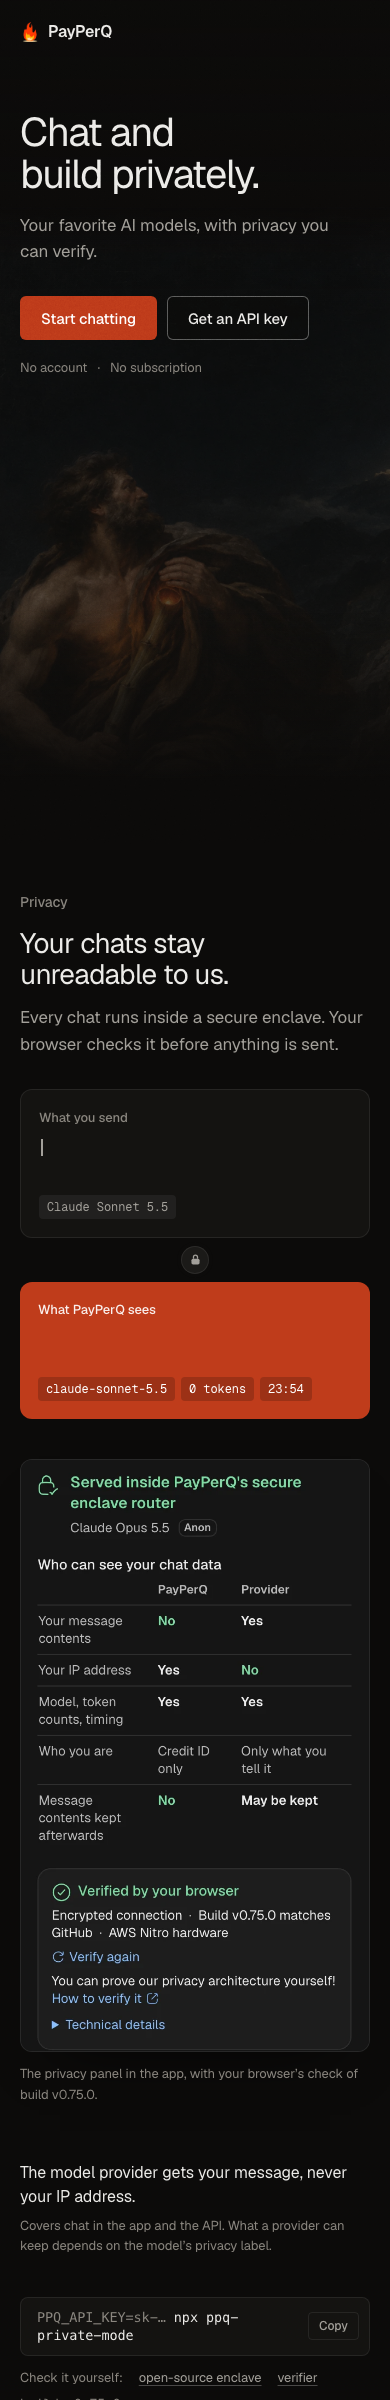 PayPerQ
Chat and
build privately.
Your favorite AI models, with privacy you
can verify.
Start chatting
Get an API key
No account · No subscription
Privacy
Your chats stay
unreadable to us.
Every chat runs inside a secure enclave. Your
browser checks it before anything is sent.
What you send
Claude Sonnet 5.5
What PayPerQ sees
claude-sonnet-5.5 0 tokens 23:54
Served inside PayPerQ's secure
enclave router
Claude Opus 5.5 Anon
Who can see your chat data
PayPerQ Provider
Your message
contents No Yes
Your IP address Yes No
Model, token
counts, timing Yes Yes
Who you are Credit ID
only Only what you
tell it
Message
contents kept
afterwards No May be kept
Verified by your browser
Encrypted connection · Build v0.75.0 matches
GitHub · AWS Nitro hardware
Verify again
You can prove our privacy architecture yourself!
How to verify it
Technical details
The privacy panel in the app, with your browser’s check of
build v0.75.0.
The model provider gets your message, never
your IP address.
Covers chat in the app and the API. What a provider can
keep depends on the model’s privacy label.
PPQ_API_KEY=sk-… npx ppq-
private-mode
Copy
Check it yourself: open-source enclave verifier